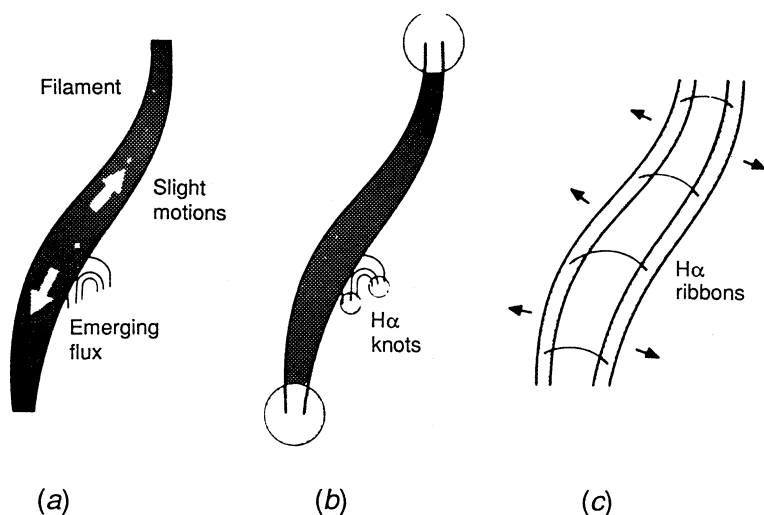 Filament
Slight
motions
Emerging
flux
Hα
knots
Hα
ribbons
(a)
(b)
(c)